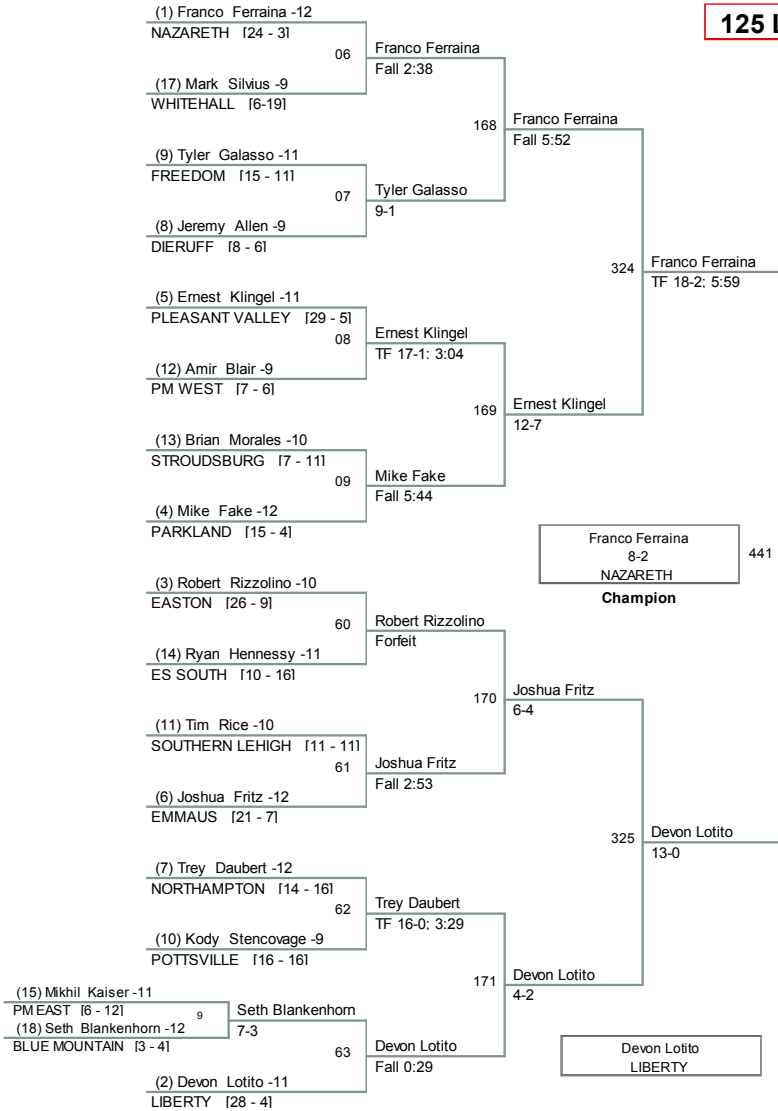 (1) Franco Ferraina -12
NAZARETH [24 - 3]
06
Franco Ferraina
Fall 2:38
(17) Mark Silvius -9
WHITEHALL [6-19]
168
Franco Ferraina
Fall 5:52
(9) Tyler Galasso -11
FREEDOM [15 - 11]
07
Tyler Galasso
9-1
(8) Jeremy Allen -9
DIERUFF [8 - 6]
324
Franco Ferraina
TF 18-2; 5:59
(5) Ernest Klingel -11
PLEASANT VALLEY [29 - 5]
08
Ernest Klingel
TF 17-1; 3:04
(12) Amir Blair -9
PM WEST [7 - 6]
169
Ernest Klingel
12-7
(13) Brian Morales -10
STROUDSBURG [7 - 11]
09
Mike Fake
Fall 5:44
(4) Mike Fake -12
PARKLAND [15 - 4]
Franco Ferraina
8-2
NAZARETH
441
Champion
(3) Robert Rizzolino -10
EASTON [26 - 9]
60
Robert Rizzolino
Forfeit
(14) Ryan Hennessy -11
ES SOUTH [10 - 16]
170
Joshua Fritz
6-4
(11) Tim Rice -10
SOUTHERN LEHIGH [11 - 11]
61
Joshua Fritz
Fall 2:53
(6) Joshua Fritz -12
EMMAUS [21 - 7]
325
Devon Lotito
13-0
(7) Trey Daubert -12
NORTHAMPTON [14 - 16]
62
Trey Daubert
TF 16-0; 3:29
(10) Kody Stencovage -9
POTTSVILLE [16 - 16]
171
Devon Lotito
4-2
(15) Mikhil Kaiser -11
PM EAST [6 - 12]
9
Seth Blankenhorn
7-3
(18) Seth Blankenhorn -12
BLUE MOUNTAIN [3 - 4]
63
Devon Lotito
Fall 0:29
(2) Devon Lotito -11
LIBERTY [28 - 4]
Devon Lotito
LIBERTY
125 L